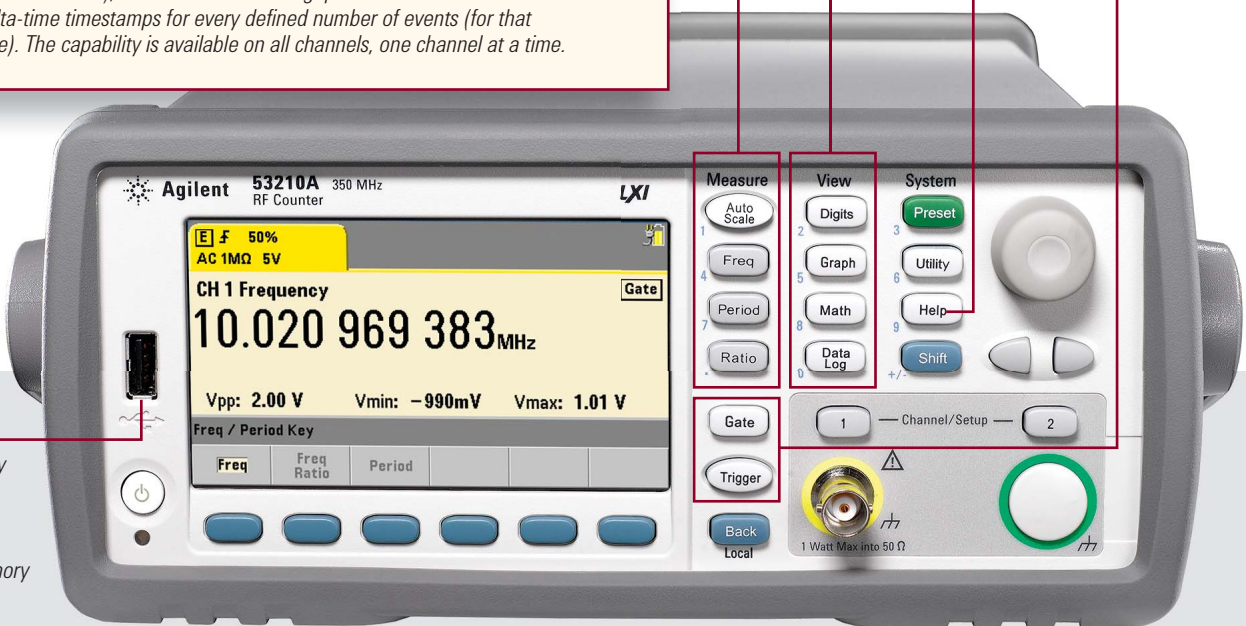 lta-time timestamps for every defined number of events (for that
e). The capability is available on all channels, one channel at a time.
Agilent 53210A 350 MHz
RF Counter
LXI
Measure View System
Auto Scale Digits Preset
1 2 3
Freq Graph Utility
4 5 6
Period Math Help
7 8 9
Ratio Data Log Shift
. 0 +/-
E 50%
AC 1MΩ 5V
CH 1 Frequency Gate
10.020 969 383 MHz
Vpp: 2.00 V Vmin: -990mV Vmax: 1.01 V
Freq / Period Key
Freq Freq Ratio Period
Gate
Trigger
Back
Local
1 Channel/Setup 2
1 Watt Max into 50 Ω
y
ory